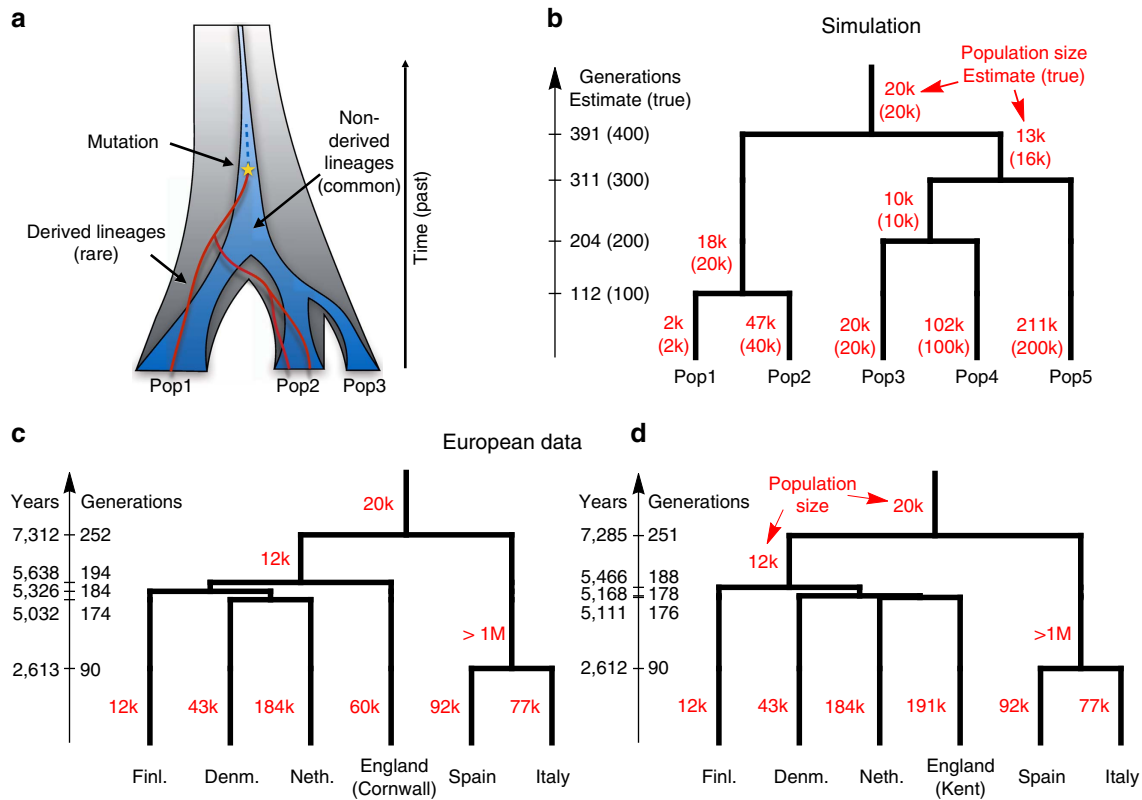 a
Mutation
Non-
derived
lineages
(common)
Derived lineages
(rare)
Time (past)
Pop1
Pop2
Pop3
b
Simulation
Generations
Estimate (true)
Population size
Estimate (true)
20k
(20k)
391 (400)
13k
(16k)
311 (300)
10k
(10k)
204 (200)
18k
(20k)
112 (100)
2k
(2k)
47k
(40k)
20k
(20k)
102k
(100k)
211k
(200k)
Pop1
Pop2
Pop3
Pop4
Pop5
European data
c
Years
Generations
20k
7,312
252
12k
5,638
194
5,326
184
5,032
174
> 1M
2,613
90
12k
43k
184k
60k
92k
77k
Finl.
Denm.
Neth.
England
(Cornwall)
Spain
Italy
d
Years
Generations
Population
size
20k
7,285
251
12k
5,466
188
5,168
178
5,111
176
>1M
2,612
90
12k
43k
184k
191k
92k
77k
Finl.
Denm.
Neth.
England
(Kent)
Spain
Italy